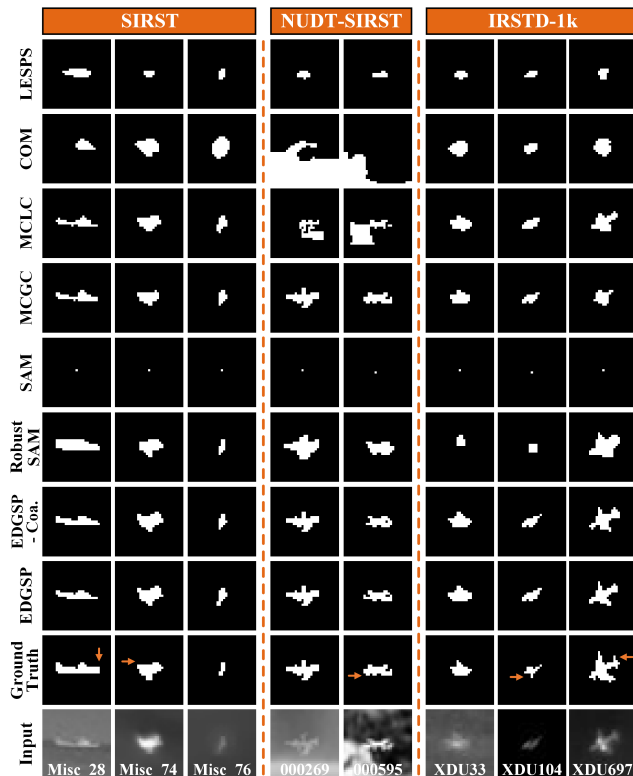 SIRST NUDT-SIRST IRSTD-1k
LESPS
COM
MCLC
MCGC
SAM
Robust
SAM
EDGSP
- Coa.
EDGSP
Ground
Truth
Input
Misc_28 Misc_74 Misc_76 000269 000595 XDU33 XDU104 XDU697